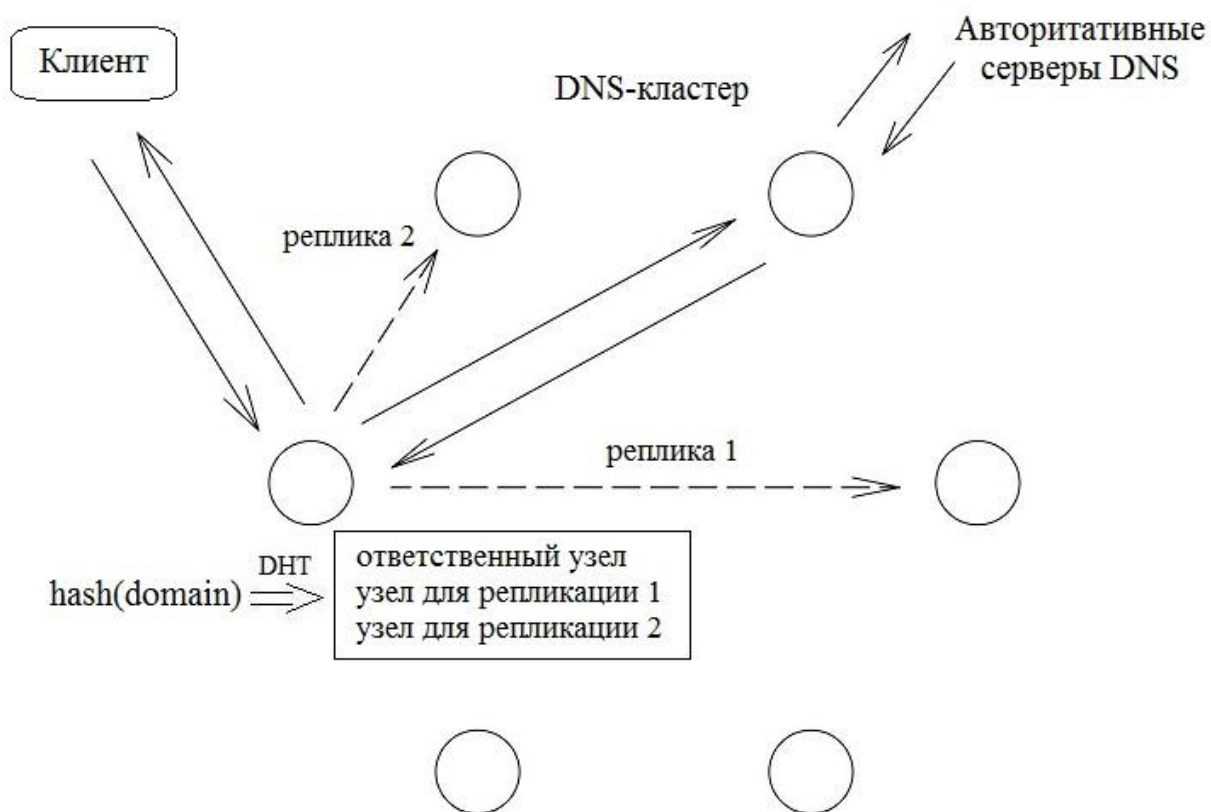 Клиент
Авторитативные
серверы DNS
DNS-кластер
реплика 2
реплика 1
hash(domain)
DHT
ответственный узел
узел для репликации 1
узел для репликации 2